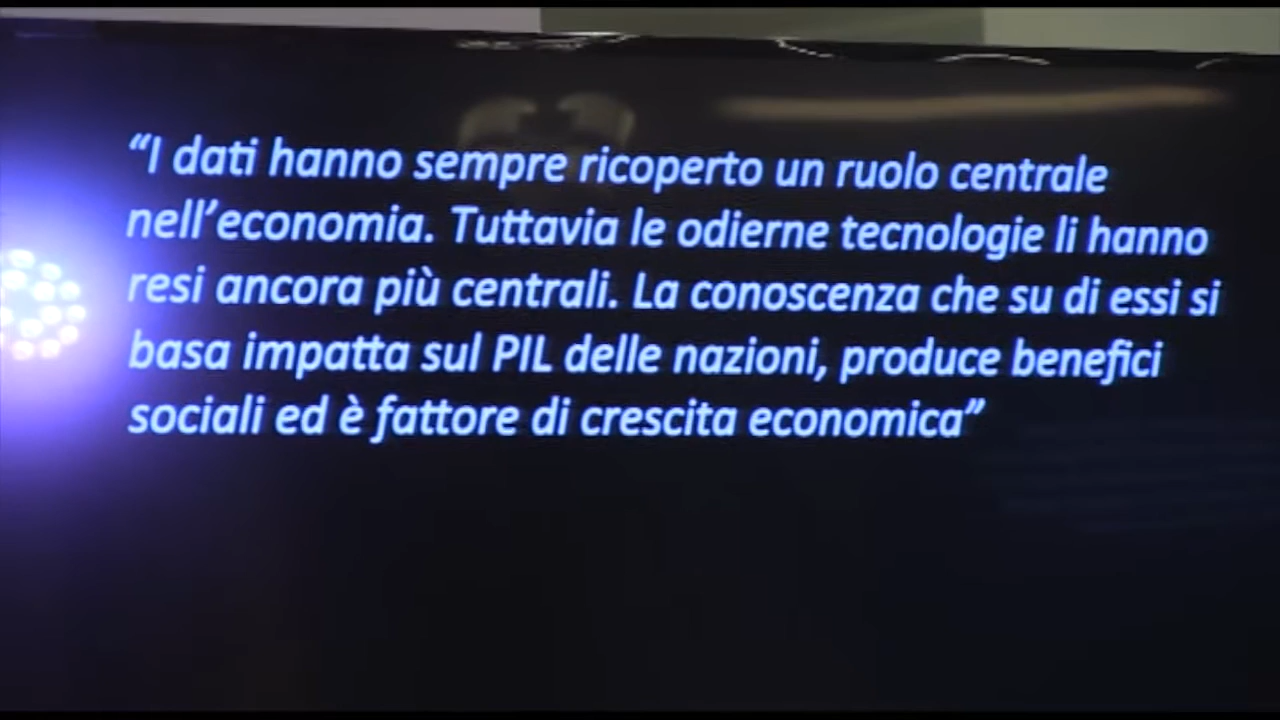 “I dati hanno sempre ricoperto un ruolo centrale
nell’economia. Tuttavia le odierne tecnologie li hanno
resi ancora più centrali. La conoscenza che su di essi si
basa impatta sul PIL delle nazioni, produce benefici
sociali ed è fattore di crescita economica”